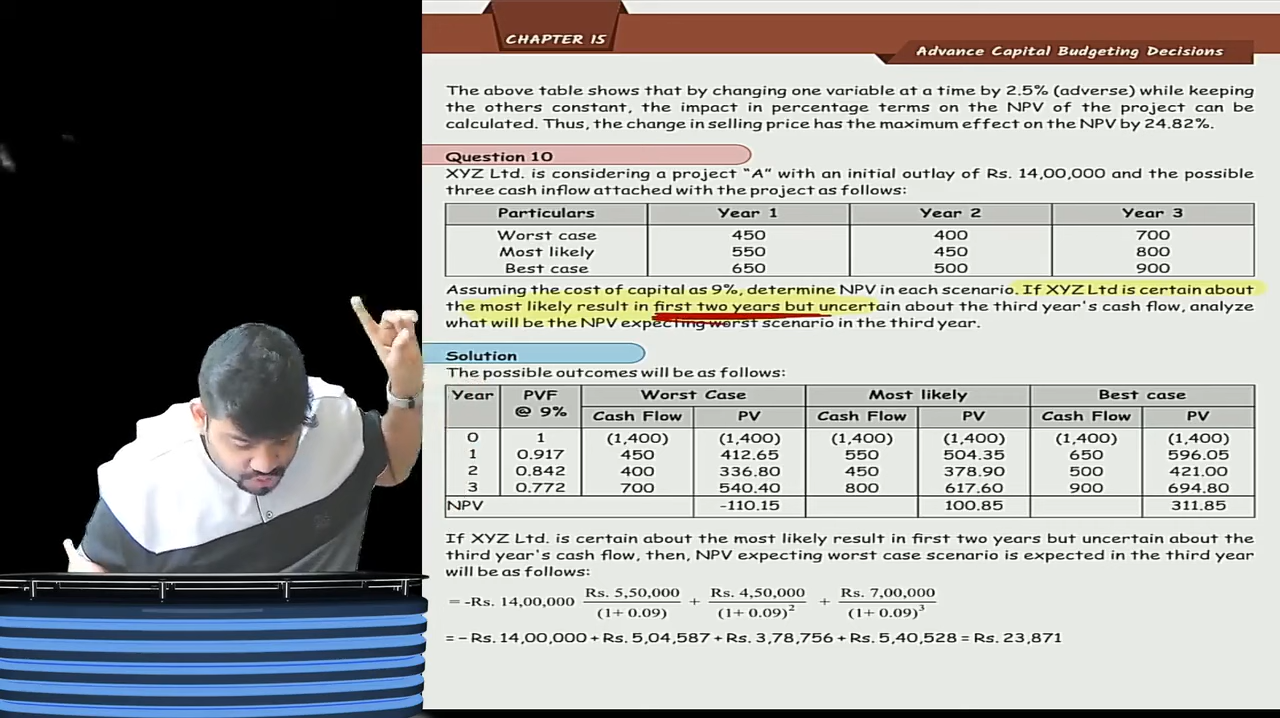 CHAPTER 15
Advance Capital Budgeting Decisions
The above table shows that by changing one variable at a time by 2.5% (adverse) while keeping
the others constant, the impact in percentage terms on the NPV of the project can be
calculated. Thus, the change in selling price has the maximum effect on the NPV by 24.82%.
Question 10
XYZ Ltd. is considering a project "A" with an initial outlay of Rs. 14,00,000 and the possible
three cash inflow attached with the project as follows:
Particulars Year 1 Year 2 Year 3
Worst case 450 400 700
Most likely 550 450 800
Best case 650 500 900
Assuming the cost of capital as 9%, determine NPV in each scenario. If XYZ Ltd is certain about
the most likely result in first two years but uncertain about the third year's cash flow, analyze
what will be the NPV expecting worst scenario in the third year.
Solution
The possible outcomes will be as follows:
Year PVF @ 9% Worst Case Most likely Best case
Cash Flow PV Cash Flow PV Cash Flow PV
0 1 (1,400) (1,400) (1,400) (1,400) (1,400) (1,400)
1 0.917 450 412.65 550 504.35 650 596.05
2 0.842 400 336.80 450 378.90 500 421.00
3 0.772 700 540.40 800 617.60 900 694.80
NPV -110.15 100.85 311.85
If XYZ Ltd. is certain about the most likely result in first two years but uncertain about the
third year's cash flow, then, NPV expecting worst case scenario is expected in the third year
will be as follows:
= -Rs. 14,00,000 Rs. 5,50,000 / (1+ 0.09) + Rs. 4,50,000 / (1+ 0.09)² + Rs. 7,00,000 / (1+ 0.09)³
= – Rs. 14,00,000 + Rs. 5,04,587 + Rs. 3,78,756 + Rs. 5,40,528 = Rs. 23,871